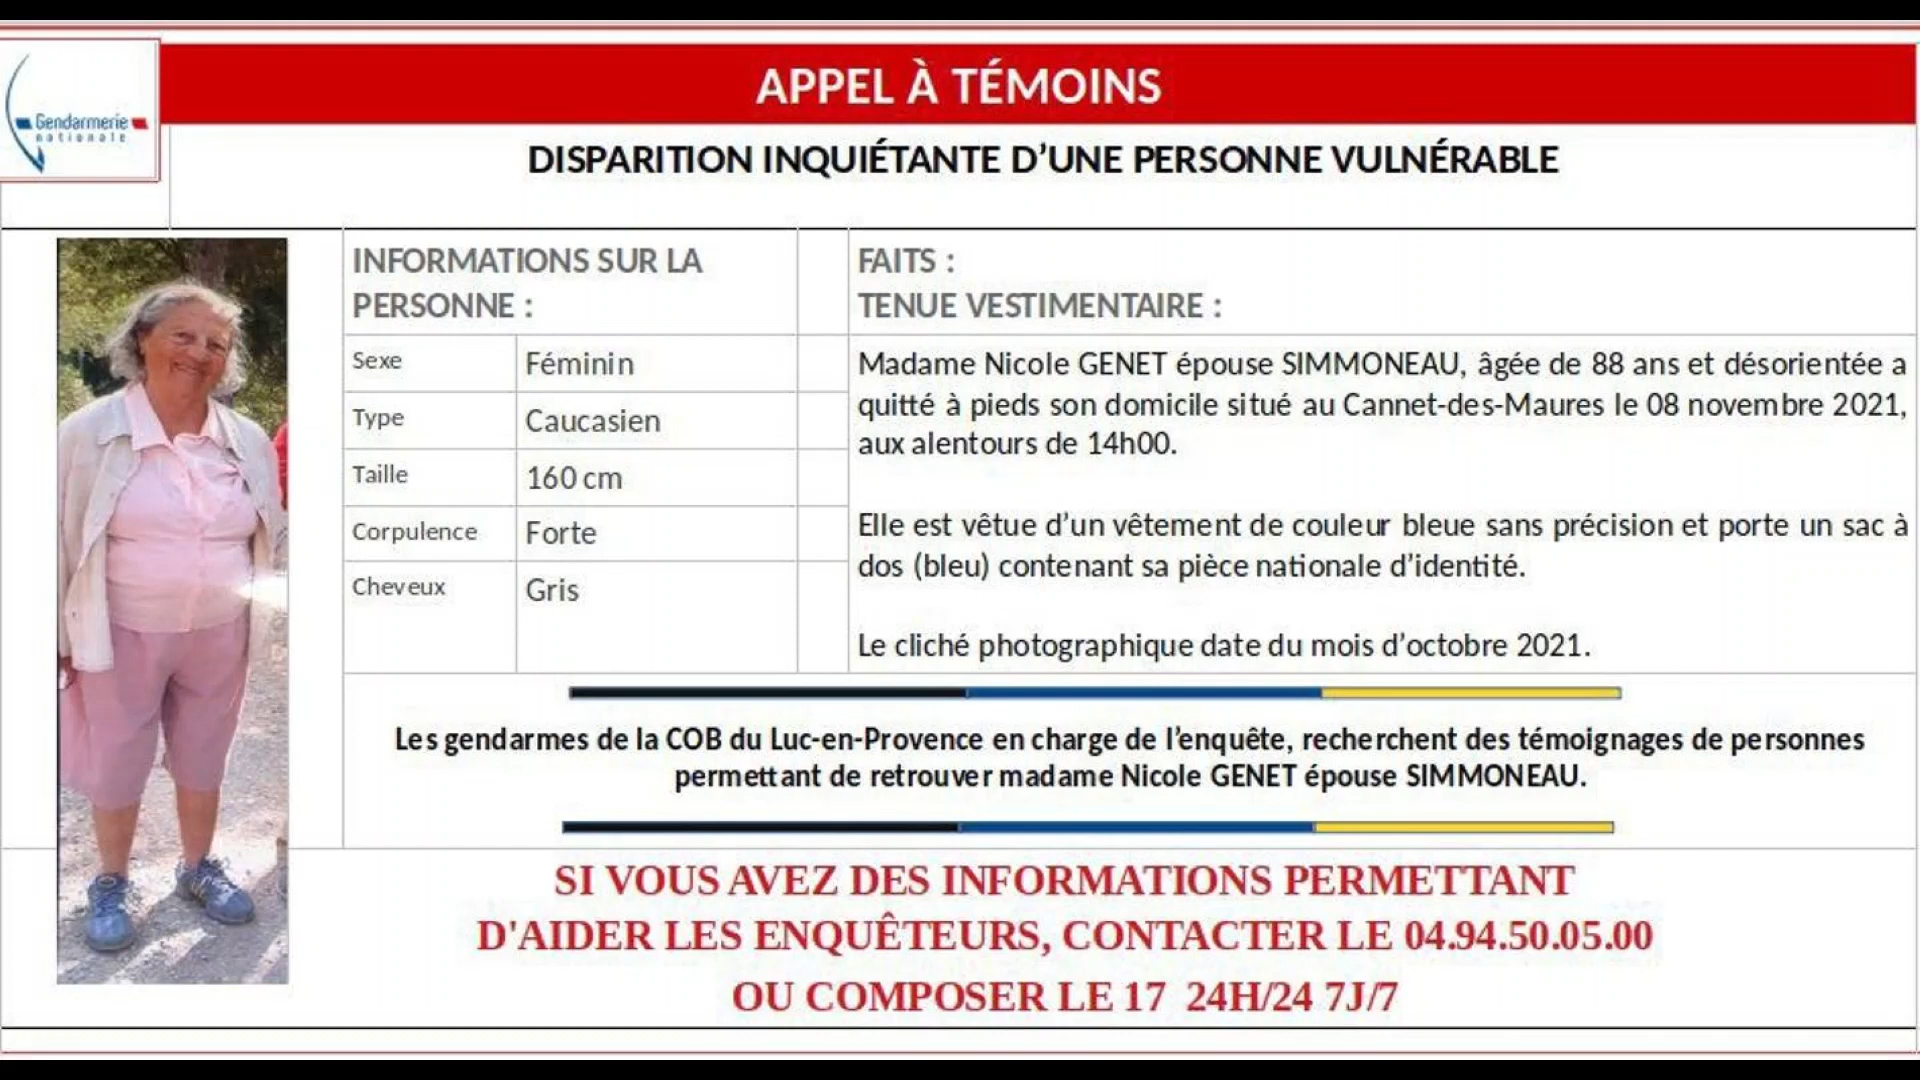 Gendarmerie
nationale
APPEL À TÉMOINS
DISPARITION INQUIÉTANTE D’UNE PERSONNE VULNÉRABLE
INFORMATIONS SUR LA
PERSONNE :
Sexe Féminin
Type Caucasien
Taille 160 cm
Corpulence Forte
Cheveux Gris
FAITS :
TENUE VESTIMENTAIRE :
Madame Nicole GENET épouse SIMMONEAU, âgée de 88 ans et désorientée a
quitté à pieds son domicile situé au Cannet-des-Maures le 08 novembre 2021,
aux alentours de 14h00.
Elle est vêtue d’un vêtement de couleur bleue sans précision et porte un sac à
dos (bleu) contenant sa pièce nationale d’identité.
Le cliché photographique date du mois d’octobre 2021.
Les gendarmes de la COB du Luc-en-Provence en charge de l’enquête, recherchent des témoignages de personnes
permettant de retrouver madame Nicole GENET épouse SIMMONEAU.
SI VOUS AVEZ DES INFORMATIONS PERMETTANT
D'AIDER LES ENQUÊTEURS, CONTACTER LE 04.94.50.05.00
OU COMPOSER LE 17 24H/24 7J/7